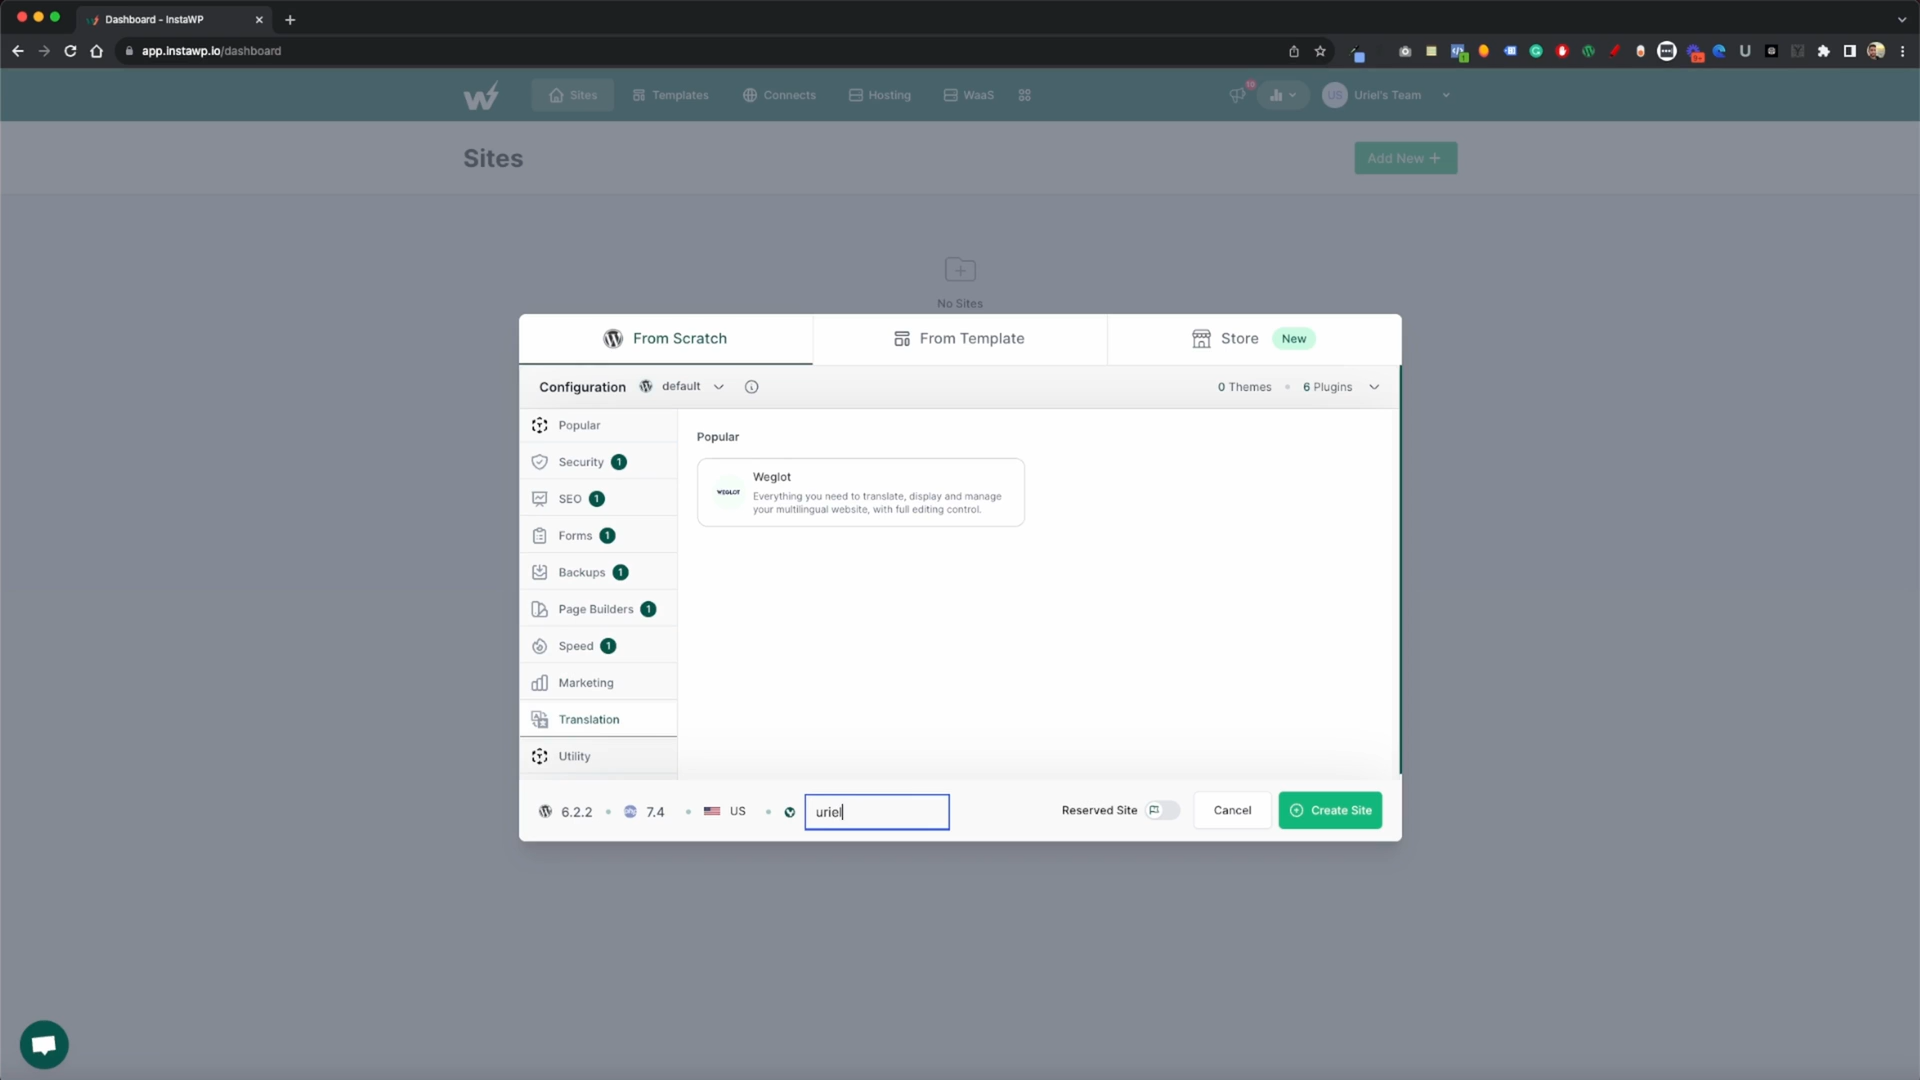 Dashboard - InstaWP
app.instawp.io/dashboard
Sites
Templates
Connects
Hosting
WaaS
10
US
Uriel's Team
Sites
Add New +
No Sites
From Scratch
From Template
Store
New
Configuration
default
0 Themes
6 Plugins
Popular
Security 1
SEO 1
Forms 1
Backups 1
Page Builders 1
Speed 1
Marketing
Translation
Utility
Popular
WEGLOT
Weglot
Everything you need to translate, display and manage
your multilingual website, with full editing control.
6.2.2
php
7.4
US
uriel
Reserved Site
Cancel
Create Site